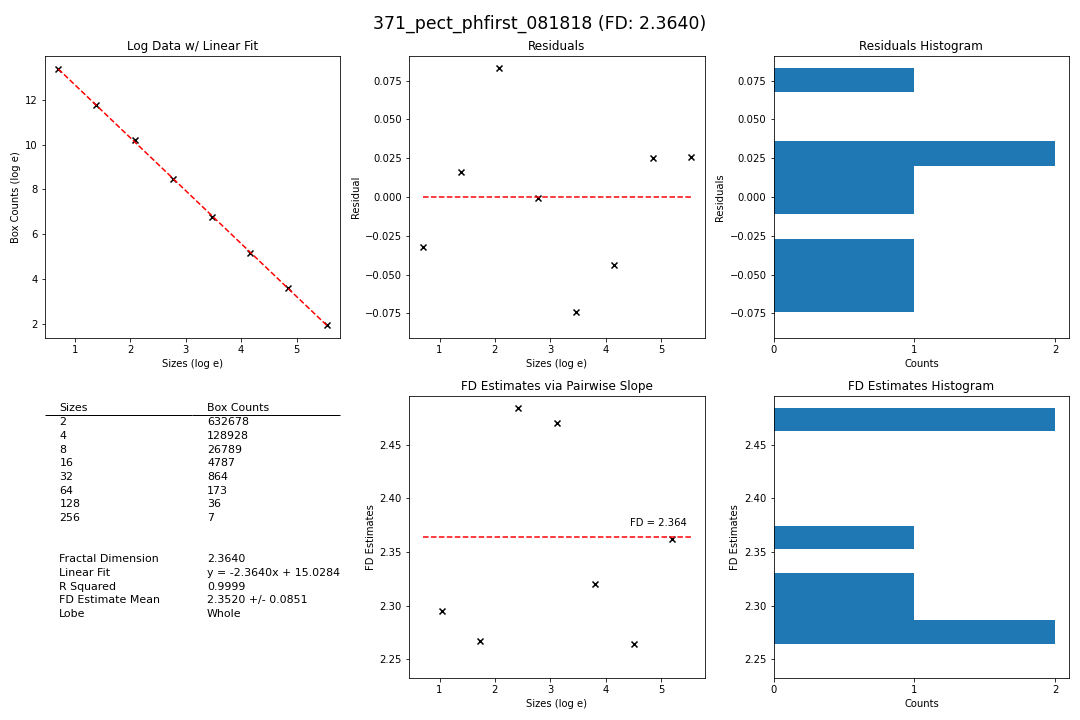 371_pect_phfirst_081818 (FD: 2.3640)
Log Data w/ Linear Fit
Box Counts (log e)
12
10
8
6
4
2
1 2 3 4 5
Sizes (log e)
Residuals
Residual
0.075
0.050
0.025
0.000
−0.025
−0.050
−0.075
1 2 3 4 5
Sizes (log e)
Residuals Histogram
Residuals
0.075
0.050
0.025
0.000
−0.025
−0.050
−0.075
0 1 2
Counts
Sizes Box Counts
2 632678
4 128928
8 26789
16 4787
32 864
64 173
128 36
256 7
Fractal Dimension 2.3640
Linear Fit y = -2.3640x + 15.0284
R Squared 0.9999
FD Estimate Mean 2.3520 +/- 0.0851
Lobe Whole
FD Estimates via Pairwise Slope
FD Estimates
2.45
2.40
2.35
2.30
2.25
FD = 2.364
1 2 3 4 5
Sizes (log e)
FD Estimates Histogram
FD Estimates
2.45
2.40
2.35
2.30
2.25
0 1 2
Counts